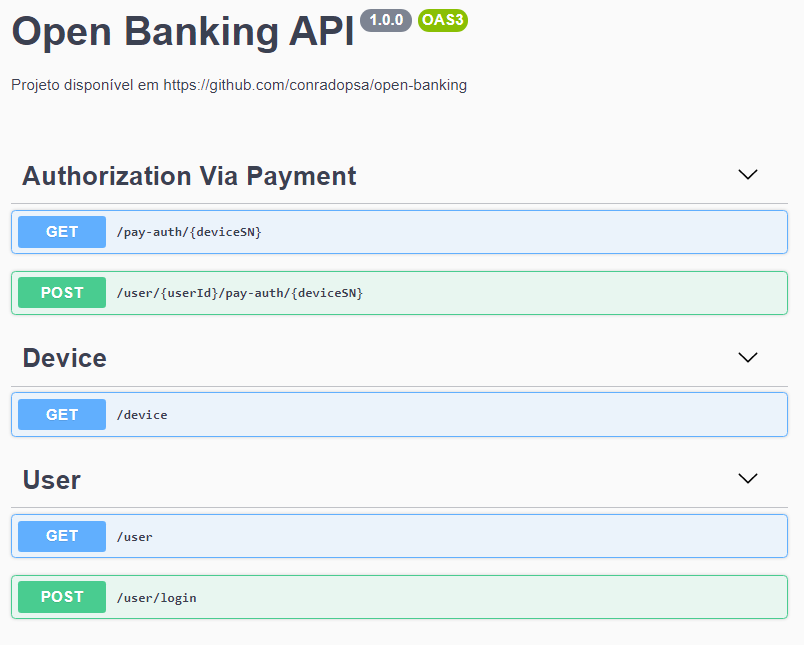 Open Banking API 1.0.0 OAS3
Projeto disponível em https://github.com/conradopsa/open-banking
Authorization Via Payment
GET /pay-auth/{deviceSN}
POST /user/{userId}/pay-auth/{deviceSN}
Device
GET /device
User
GET /user
POST /user/login